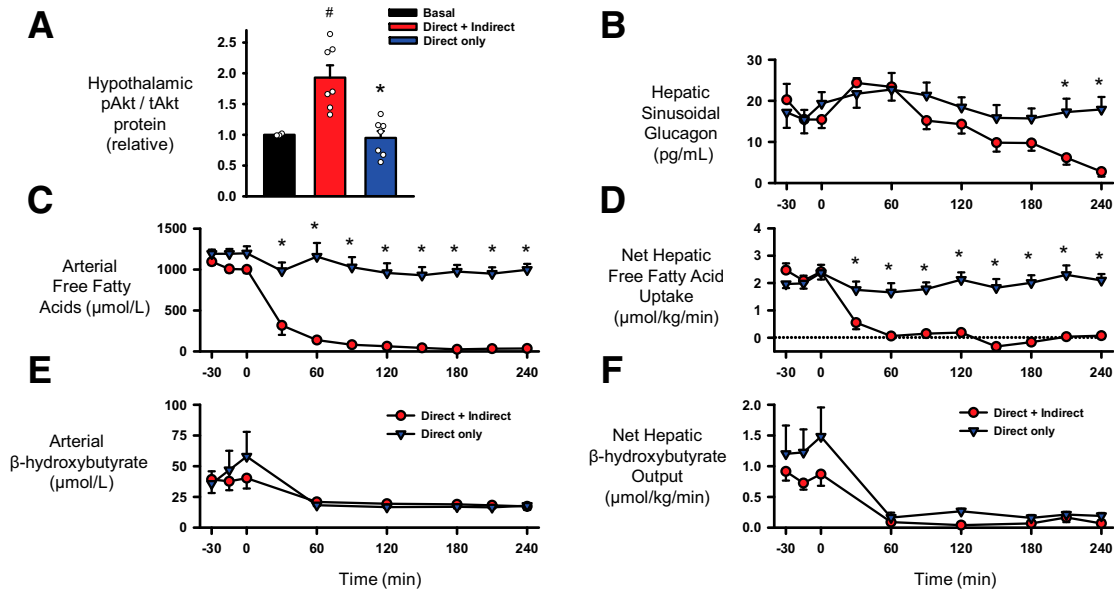 A
Basal
Direct + Indirect
Direct only
Hypothalamic
pAkt / tAkt
protein
(relative)
2.5
2.0
1.5
1.0
0.5
0.0
#
*
B
Hepatic
Sinusoidal
Glucagon
(pg/mL)
30
20
10
0
* *
-30 0 60 120 180 240
C
Arterial
Free Fatty
Acids (µmol/L)
1500
1000
500
0
* * * * * * * *
-30 0 60 120 180 240
D
Net Hepatic
Free Fatty Acid
Uptake
(µmol/kg/min)
4
3
2
1
0
* * * * * * * *
-30 0 60 120 180 240
E
Arterial
β-hydroxybutyrate
(µmol/L)
100
75
50
25
0
Direct + Indirect
Direct only
-30 0 60 120 180 240
Time (min)
F
Net Hepatic
β-hydroxybutyrate
Output
(µmol/kg/min)
2.0
1.5
1.0
0.5
0.0
Direct + Indirect
Direct only
-30 0 60 120 180 240
Time (min)